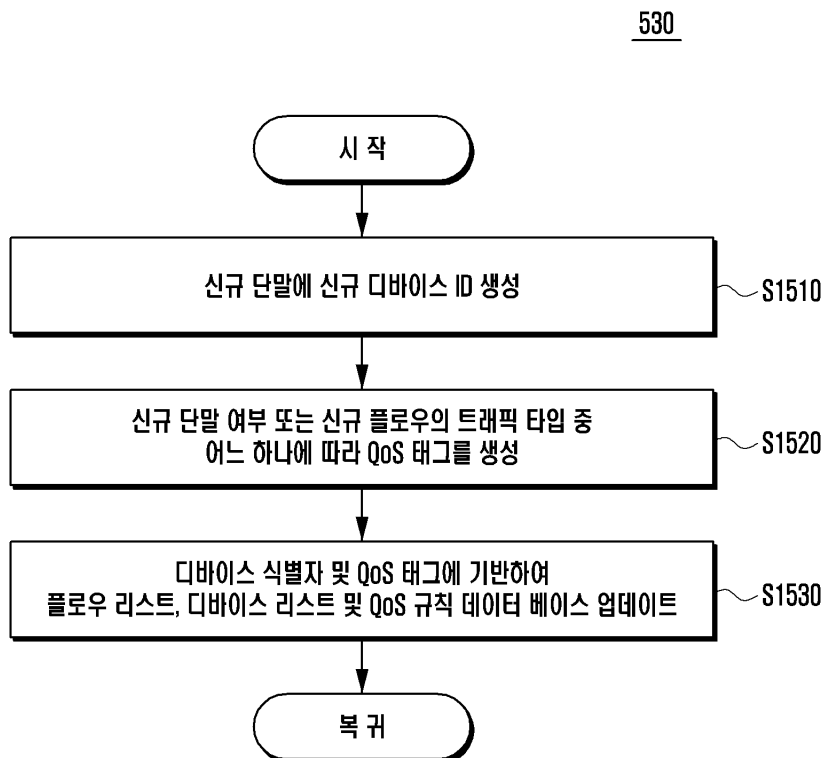 530
시 작
신규 단말에 신규 디바이스 ID 생성
S1510
신규 단말 여부 또는 신규 플로우의 트래픽 타입 중
어느 하나에 따라 QoS 태그를 생성
S1520
디바이스 식별자 및 QoS 태그에 기반하여
플로우 리스트, 디바이스 리스트 및 QoS 규칙 데이터 베이스 업데이트
S1530
복 귀